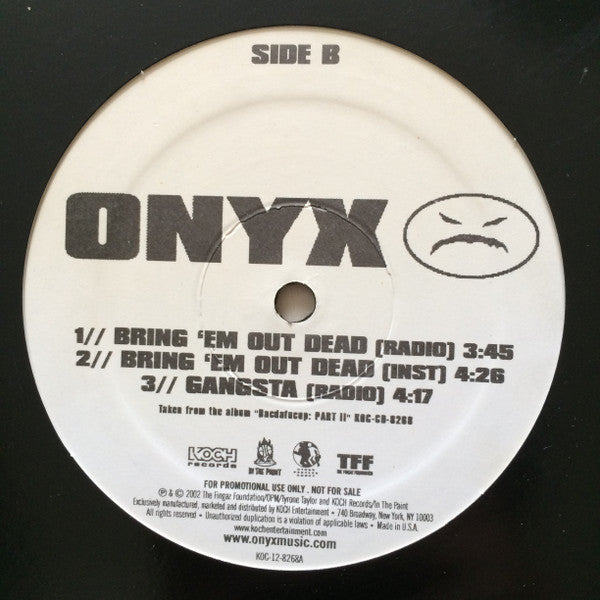 SIDE B
ONYX
1// BRING 'EM OUT DEAD (RADIO) 3:45
2// BRING 'EM OUT DEAD (INST) 4:26
3// GANGSTA (RADIO) 4:17
Taken from the album "Bacdafucup: PART II" KOC-CD-8268
KOCH records IN THE PAINT TFF
FOR PROMOTIONAL USE ONLY . NOT FOR SALE
℗ & © 2002 The Fingaz Foundation/OPM/Tyrone Taylor and KOCH Records/In The Paint
Exclusively manufactured, marketed and distributed by KOCH Entertainment • 740 Broadway, New York, NY 10003
All rights reserved • Unauthorized duplication is a violation of applicable laws • Made in U.S.A.
www.kochentertainment.com
www.onyxmusic.com
KOC-12-8268A